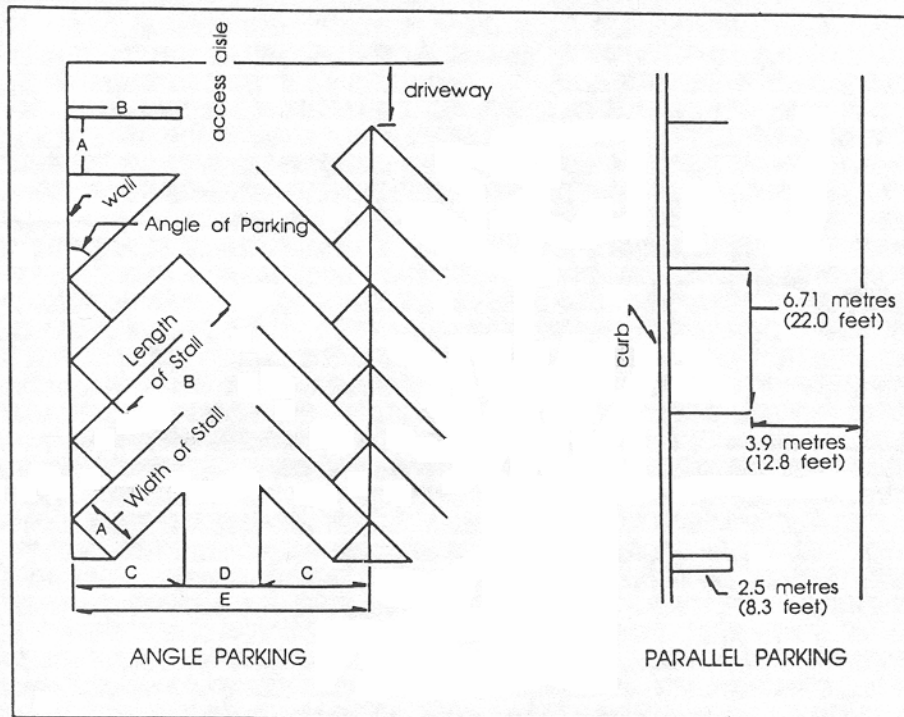 access aisle
driveway
B
A
wall
Angle of Parking
Length
of Stall
B
Width of Stall
A
C D C
E
ANGLE PARKING
curb
6.71 metres
(22.0 feet)
3.9 metres
(12.8 feet)
2.5 metres
(8.3 feet)
PARALLEL PARKING